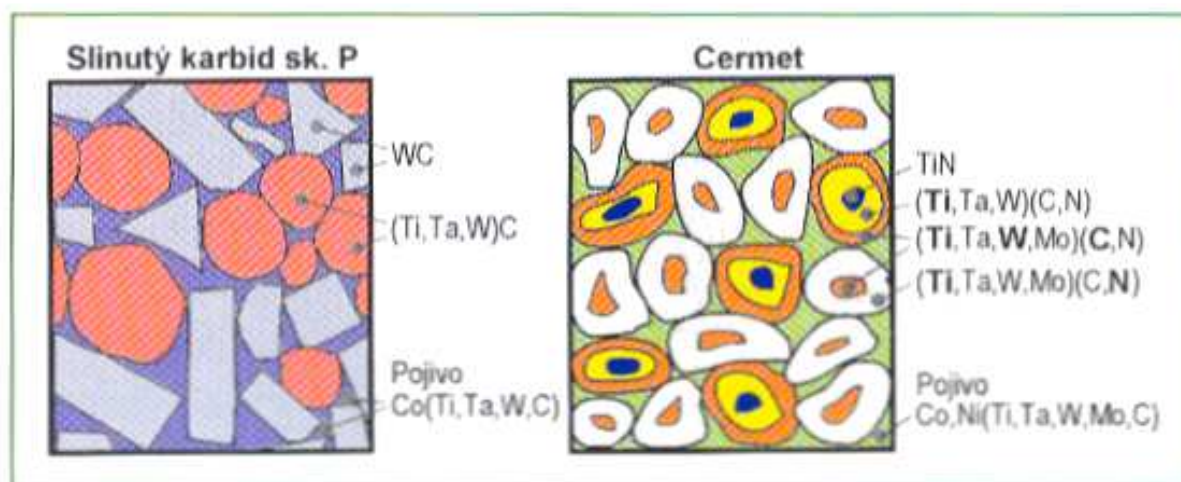 Slinutý karbid sk. P
WC
(Ti,Ta,W)C
Pojivo
Co(Ti,Ta,W,C)
Cermet
TiN
(Ti,Ta,W)(C,N)
(Ti,Ta,W,Mo)(C,N)
(Ti,Ta,W,Mo)(C,N)
Pojivo
Co,Ni(Ti,Ta,W,Mo,C)